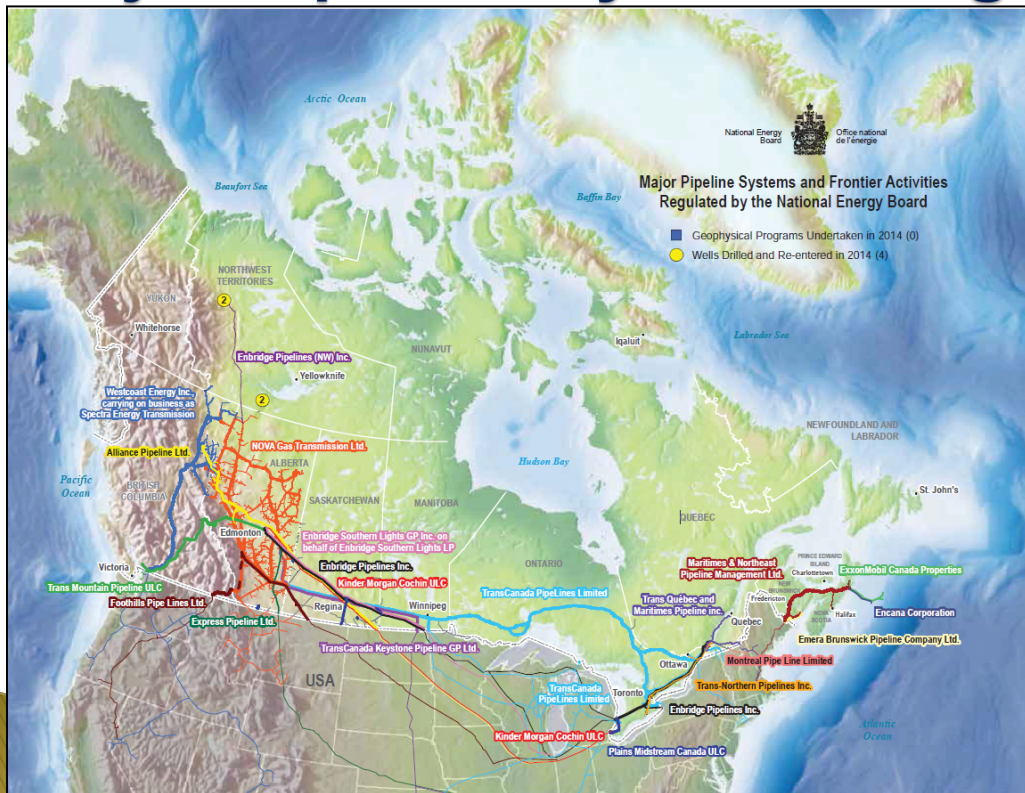 Arctic Ocean
National Energy
Board
Office national
de l'énergie
Major Pipeline Systems and Frontier Activities
Regulated by the National Energy Board
Geophysical Programs Undertaken in 2014 (0)
Wells Drilled and Re-entered in 2014 (4)
Beaufort Sea
Baffin Bay
NORTHWEST
TERRITORIES
YUKON
2
Whitehorse
Iqaluit
Labrador Sea
NUNAVUT
Enbridge Pipelines (NW) Inc.
Yellowknife
Westcoast Energy Inc.,
carrying on business as
Spectra Energy Transmission
2
NEWFOUNDLAND AND
LABRADOR
NOVA Gas Transmission Ltd.
Alliance Pipeline Ltd.
ALBERTA
Hudson Bay
Pacific
Ocean
BRITISH
COLUMBIA
SASKATCHEWAN
MANITOBA
St. John's
QUEBEC
Edmonton
Enbridge Southern Lights GP Inc. on
behalf of Enbridge Southern Lights LP
Enbridge Pipelines Inc.
Kinder Morgan Cochin ULC
ONTARIO
Victoria
Trans Mountain Pipeline ULC
Foothills Pipe Lines Ltd.
Express Pipeline Ltd.
Regina
Winnipeg
TransCanada PipeLines Limited
TransCanada Keystone Pipeline GP Ltd.
Maritimes & Northeast
Pipeline Management Ltd.
PRINCE EDWARD
ISLAND
Charlottetown
ExxonMobil Canada Properties
NEW
BRUNSWICK
Fredericton
NOVA
SCOTIA
Halifax
Encana Corporation
Trans Québec and
Maritimes Pipeline inc.
Quebec
Emera Brunswick Pipeline Company Ltd.
Ottawa
Montreal Pipe Line Limited
USA
TransCanada
PipeLines Limited
Toronto
Trans-Northern Pipelines Inc.
Enbridge Pipelines Inc.
Kinder Morgan Cochin ULC
Plains Midstream Canada ULC
Atlantic
Ocean